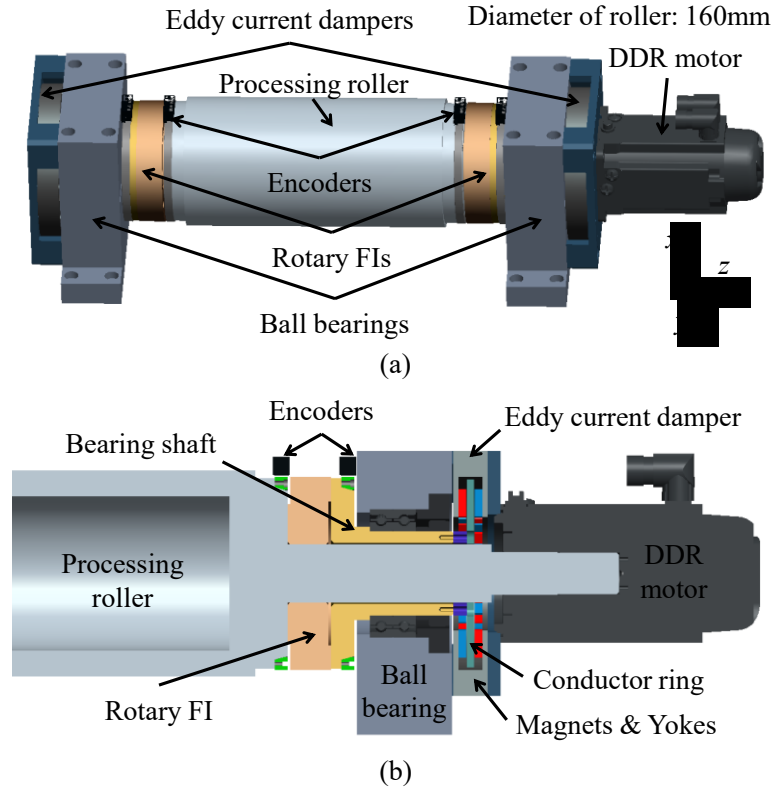 Eddy current dampers
Diameter of roller: 160mm
DDR motor
Processing roller
Encoders
z
Rotary FIs
Ball bearings
(a)
Encoders
Eddy current damper
Bearing shaft
Processing
roller
DDR
motor
Ball
bearing
Conductor ring
Rotary FI
Magnets & Yokes
(b)